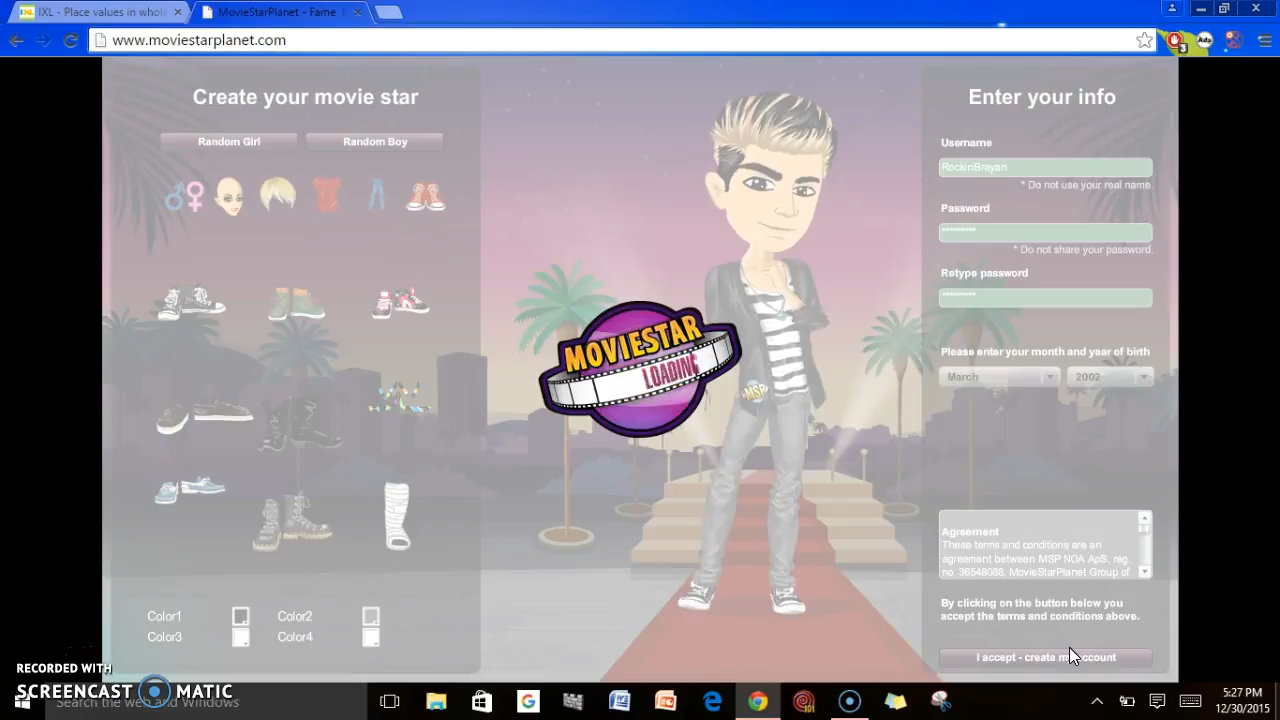 IXL - Place values in whol
MovieStarPlanet - Fame
www.moviestarplanet.com
3
Create your movie star
Random Girl
Random Boy
Color1
Color2
Color3
Color4
MOVIESTAR
LOADING
MSP
Enter your info
Username
RockinBrayan
* Do not use your real name.
Password
*********
* Do not share your password.
Retype password
*********
Please enter your month and year of birth
March
2002
Agreement
These terms and conditions are an
agreement between MSP NOA ApS, reg.
no. 36548088, MovieStarPlanet Group of
By clicking on the button below you
accept the terms and conditions above.
I accept - create my account
RECORDED WITH
SCREENCAST MATIC
Search the web and Windows
5:27 PM
12/30/2015